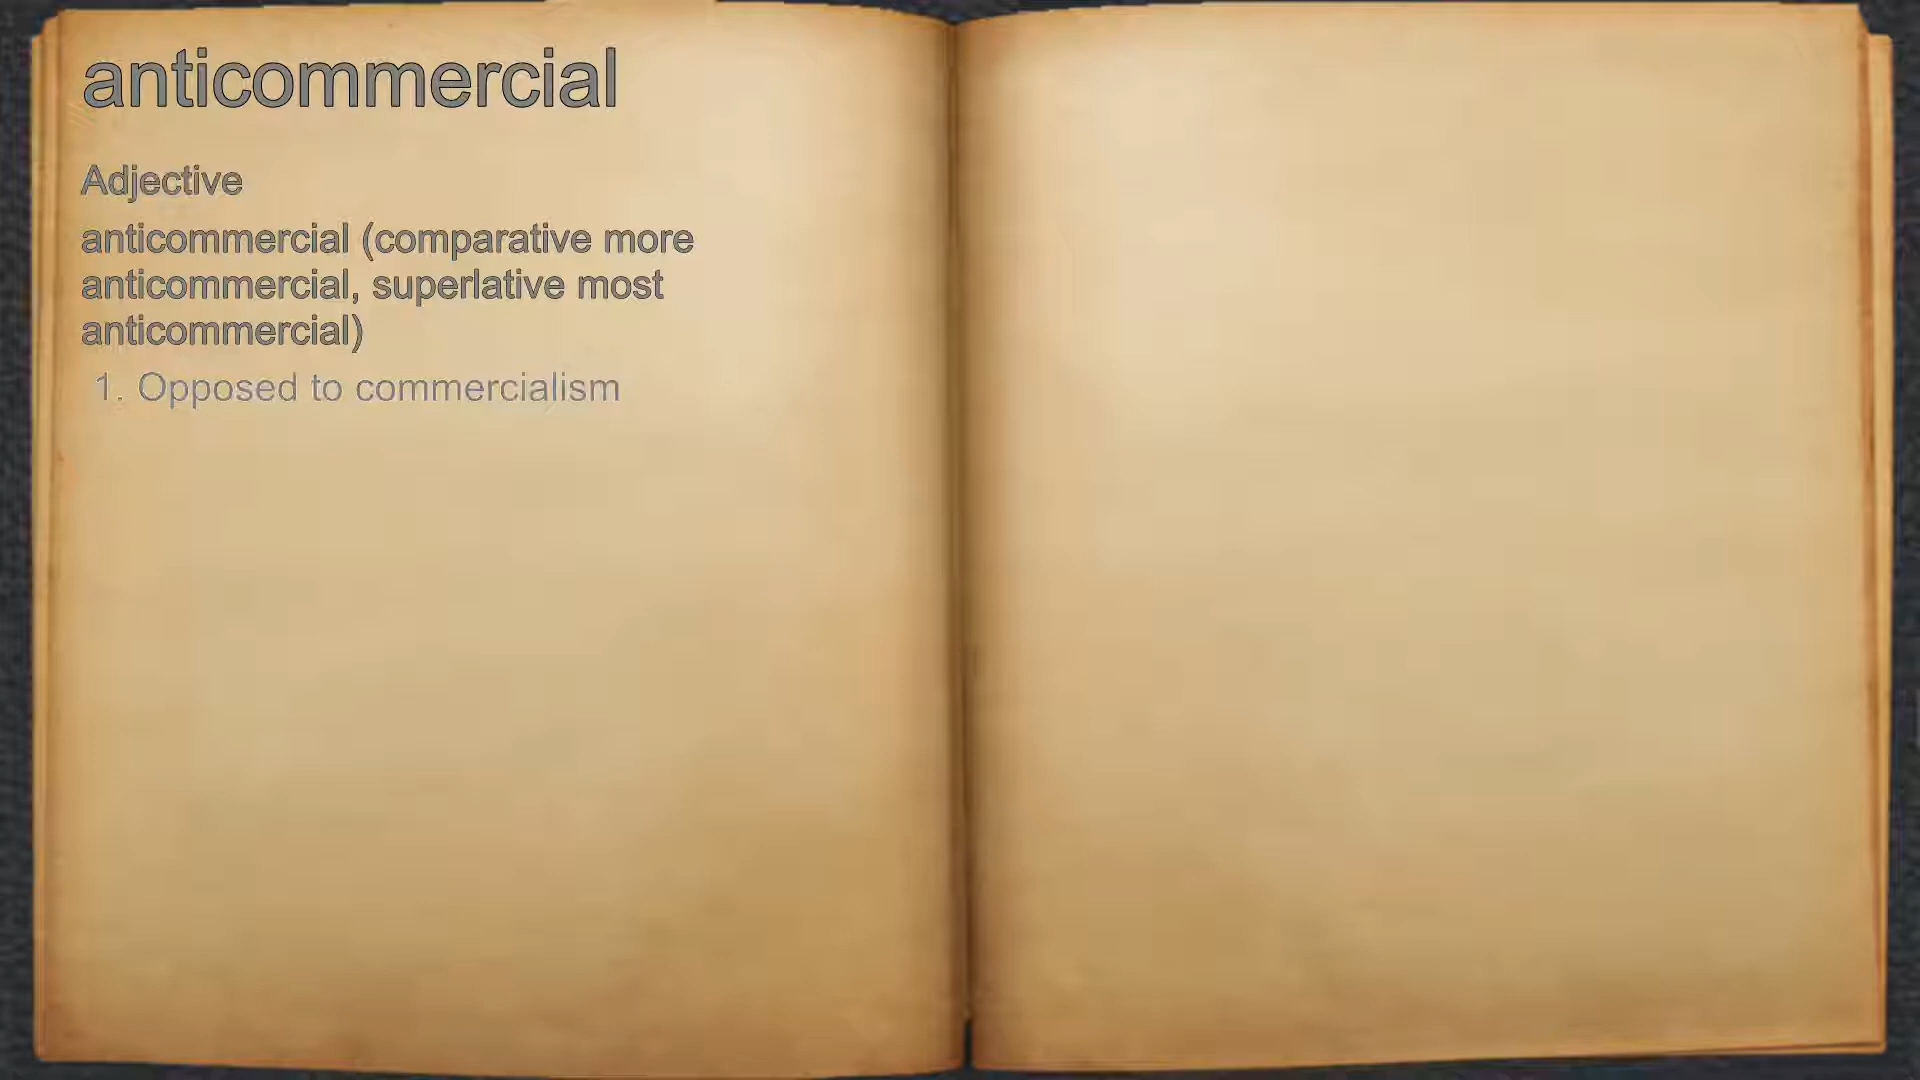 anticommercial
Adjective
anticommercial (comparative more
anticommercial, superlative most
anticommercial)
1. Opposed to commercialism